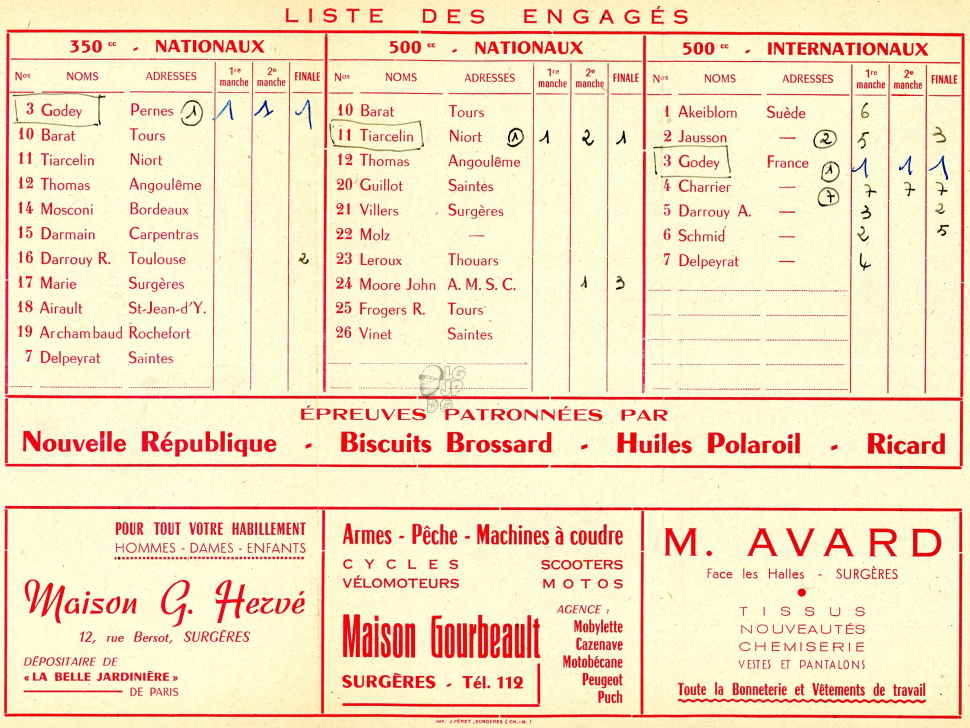 LISTE DES ENGAGÉS
350 cc - NATIONAUX
Nos NOMS ADRESSES 1re manche 2e manche FINALE
3 Godey Pernes 1 1 1 1
10 Barat Tours
11 Tiarcelin Niort
12 Thomas Angoulême
14 Mosconi Bordeaux
15 Darmain Carpentras
16 Darrouy R. Toulouse 2
17 Marie Surgères
18 Airault St-Jean-d'Y.
19 Archambaud Rochefort
7 Delpeyrat Saintes
500 cc - NATIONAUX
Nos NOMS ADRESSES 1re manche 2e manche FINALE
10 Barat Tours
11 Tiarcelin Niort 1 1 2 1
12 Thomas Angoulême
20 Guillot Saintes
21 Villers Surgères
22 Molz —
23 Leroux Thouars
24 Moore John A. M. S. C. 1 3
25 Frogers R. Tours
26 Vinet Saintes
500 cc - INTERNATIONAUX
Nos NOMS ADRESSES 1re manche 2e manche FINALE
1 Akeiblom Suède 6
2 Jausson — 2 5 3
3 Godey France 1 1 1 1
4 Charrier — 7 7 7 7
5 Darrouy A. — 3 2
6 Schmid — 2 5
7 Delpeyrat — 4
LG
JP
DG
ÉPREUVES PATRONNÉES PAR
Nouvelle République - Biscuits Brossard - Huiles Polaroil - Ricard
POUR TOUT VOTRE HABILLEMENT
HOMMES - DAMES - ENFANTS
Maison G. Hervé
12, rue Bersot, SURGÈRES
DÉPOSITAIRE DE
« LA BELLE JARDINIÈRE »
DE PARIS
Armes - Pêche - Machines à coudre
CYCLES SCOOTERS
VÉLOMOTEURS MOTOS
Maison Gourbeault
SURGÈRES - Tél. 112
AGENCE :
Mobylette
Cazenave
Motobécane
Peugeot
Puch
M. AVARD
Face les Halles - SURGÈRES
TISSUS
NOUVEAUTÉS
CHEMISERIE
VESTES ET PANTALONS
Toute la Bonneterie et Vêtements de travail
IMP. J. FÉRET, SURGÈRES (CH.-M.)